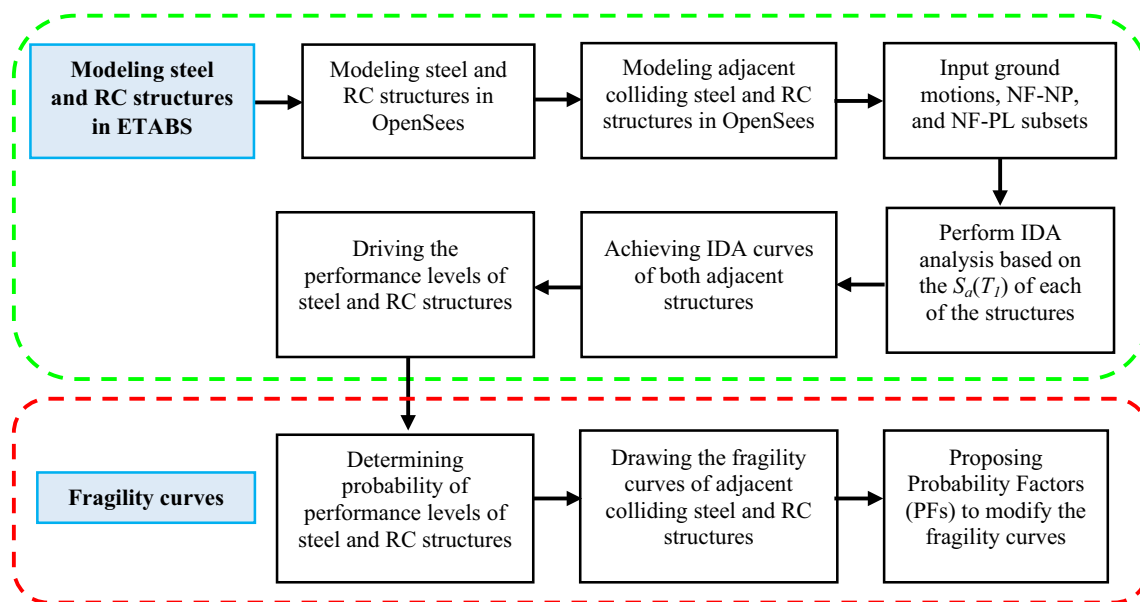 Modeling steel
and RC structures
in ETABS
Modeling steel and
RC structures in
OpenSees
Modeling adjacent
colliding steel and RC
structures in OpenSees
Input ground
motions, NF-NP,
and NF-PL subsets
Perform IDA
analysis based on
the Sa(T1) of each
of the structures
Achieving IDA curves
of both adjacent
structures
Driving the
performance levels of
steel and RC structures
Fragility curves
Determining
probability of
performance levels of
steel and RC structures
Drawing the fragility
curves of adjacent
colliding steel and RC
structures
Proposing
Probability Factors
(PFs) to modify the
fragility curves